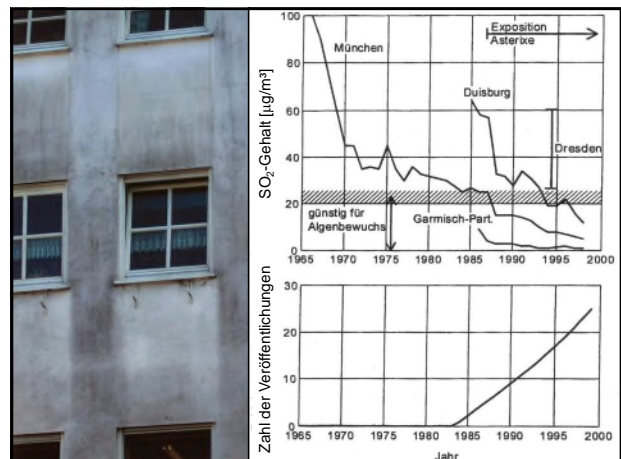 SO₂-Gehalt [µg/m³]
100
80
60
40
20
0
Exposition
Asterixe
München
Duisburg
Dresden
günstig für
Algenbewuchs
Garmisch-Part.
1965 1970 1975 1980 1985 1990 1995 2000
Zahl der Veröffentlichungen
30
20
10
0
1965 1970 1975 1980 1985 1990 1995 2000
Jahr